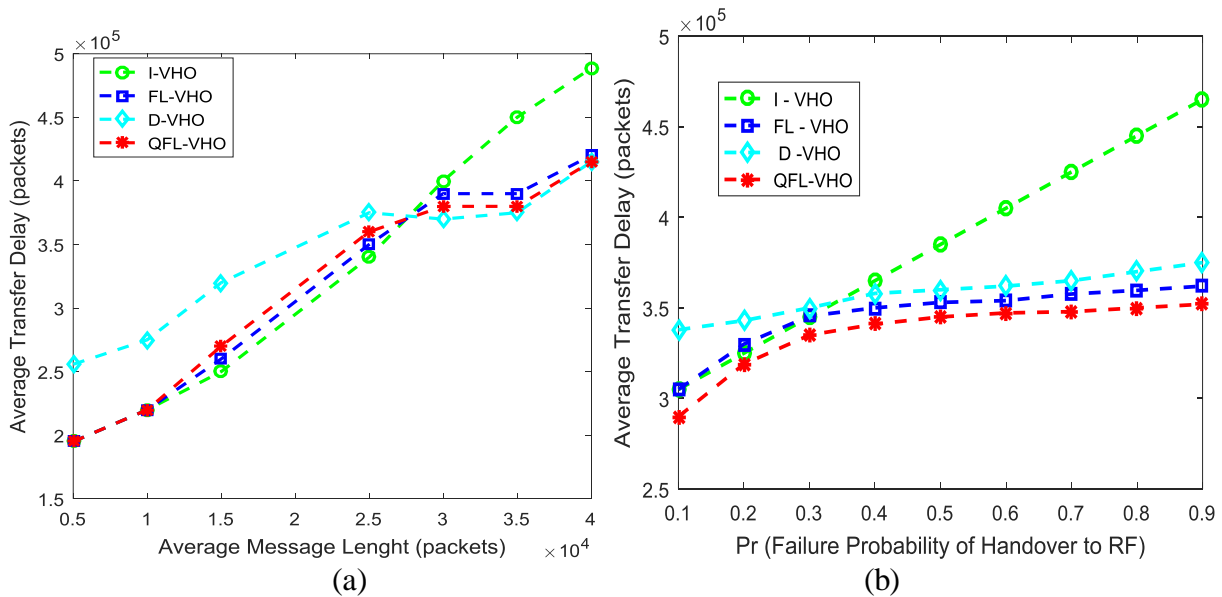 × 10^5
5
4.5
4
3.5
3
2.5
2
1.5
Average Transfer Delay (packets)
I-VHO
FL-VHO
D-VHO
QFL-VHO
0.5 1 1.5 2 2.5 3 3.5 4
Average Message Lenght (packets) × 10^4
(a)
× 10^5
5
4.5
4
3.5
3
2.5
Average Transfer Delay (packets)
I - VHO
FL - VHO
D -VHO
QFL-VHO
0.1 0.2 0.3 0.4 0.5 0.6 0.7 0.8 0.9
Pr (Failure Probability of Handover to RF)
(b)